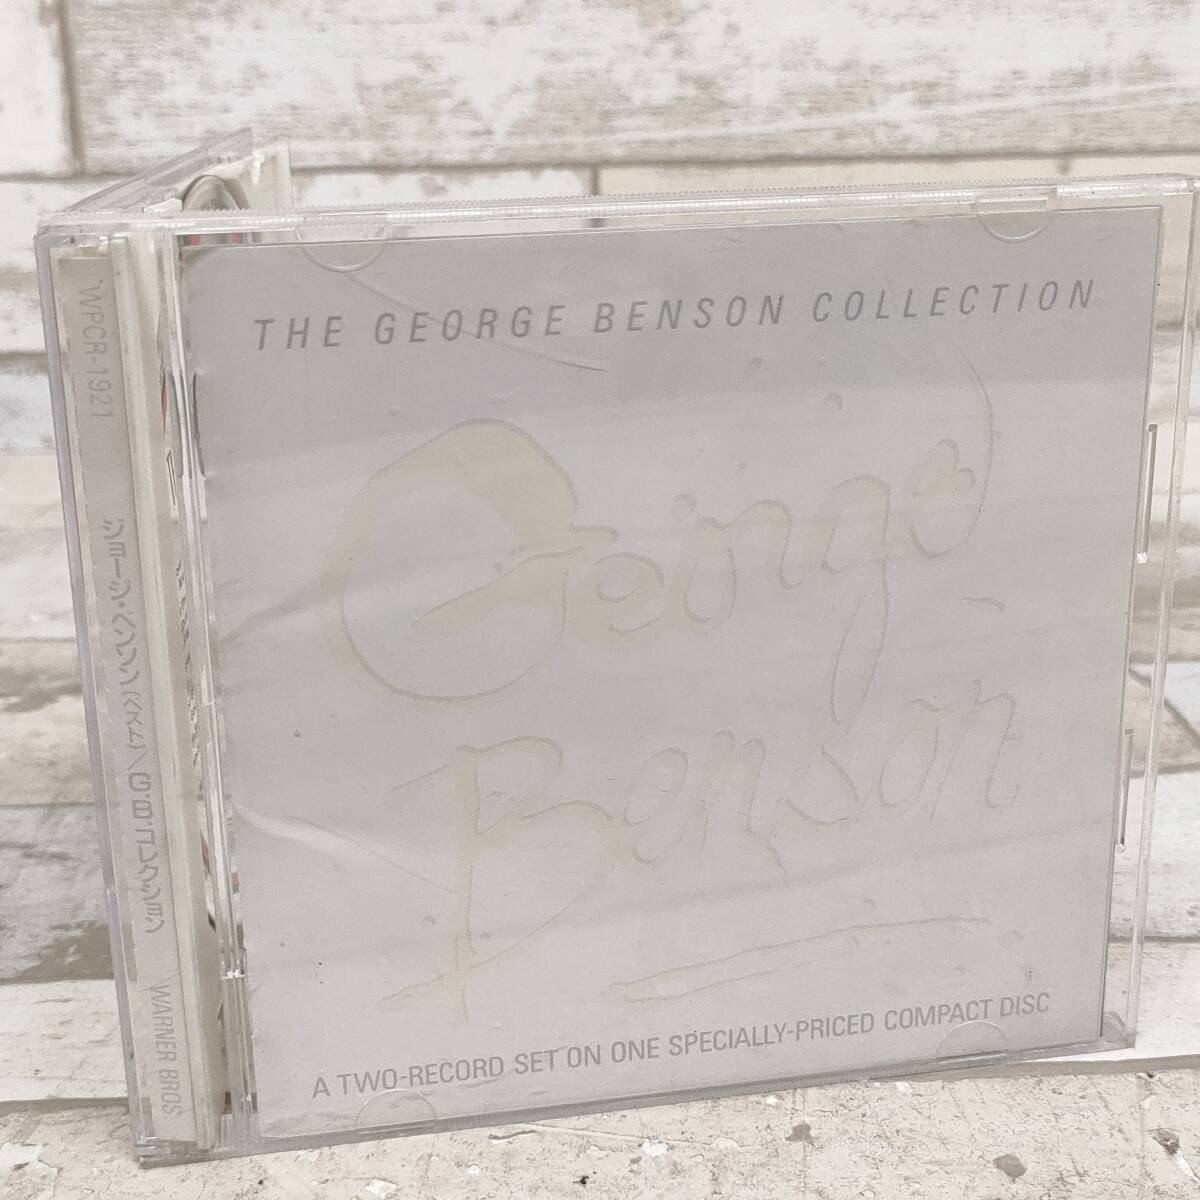 THE GEORGE BENSON COLLECTION
George
Benson
A TWO-RECORD SET ON ONE SPECIALLY-PRICED COMPACT DISC
WPCR-1921
ジョージ・ベンソン(ベスト)/G.B.コレクション
WARNER BROS